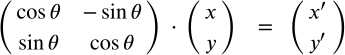 ( cos θ  − sin θ ) · ( x ) = ( x′ )
( sin θ  cos θ )  ( y )  ( y′ )